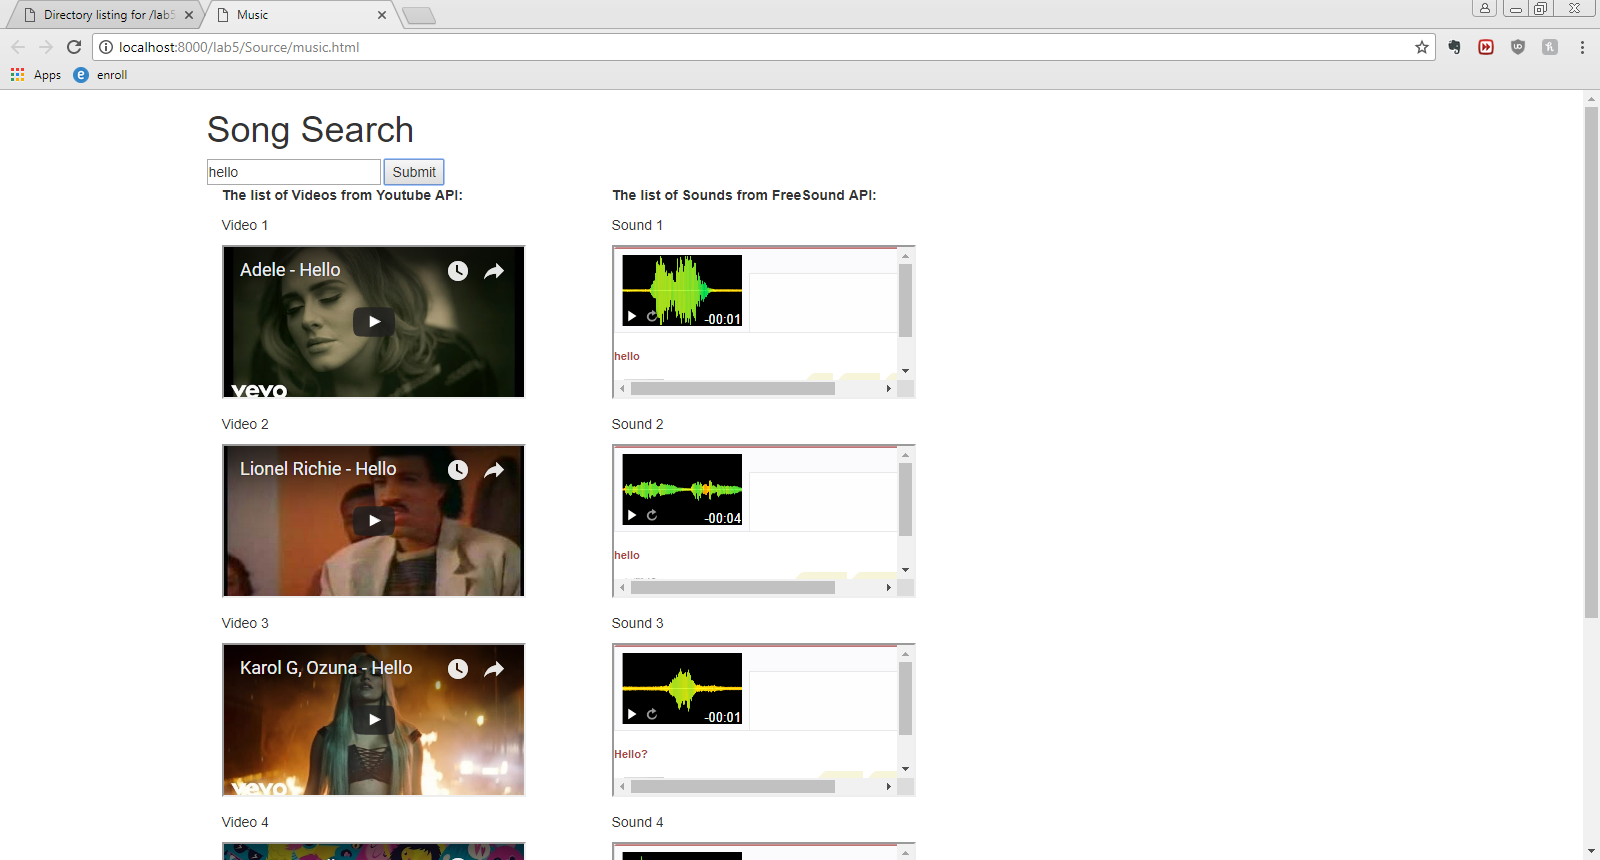 Directory listing for /lab5
Music
localhost:8000/lab5/Source/music.html
Apps
enroll
Song Search
hello
Submit
The list of Videos from Youtube API:
The list of Sounds from FreeSound API:
Video 1
Sound 1
Adele - Hello
vevo
-00:01
hello
Video 2
Sound 2
Lionel Richie - Hello
-00:04
hello
Video 3
Sound 3
Karol G, Ozuna - Hello
vevo
-00:01
Hello?
Video 4
Sound 4